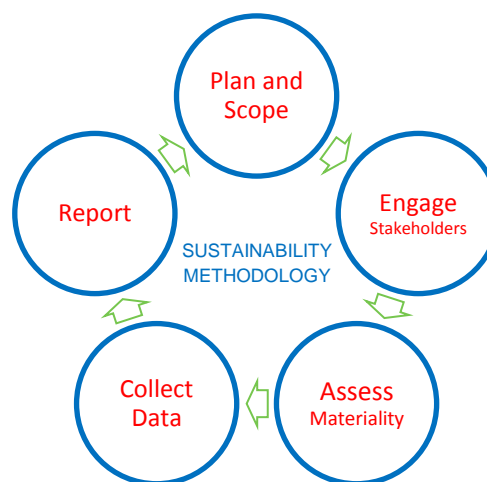 Plan and
Scope
Engage
Stakeholders
Assess
Materiality
Collect
Data
Report
SUSTAINABILITY
METHODOLOGY